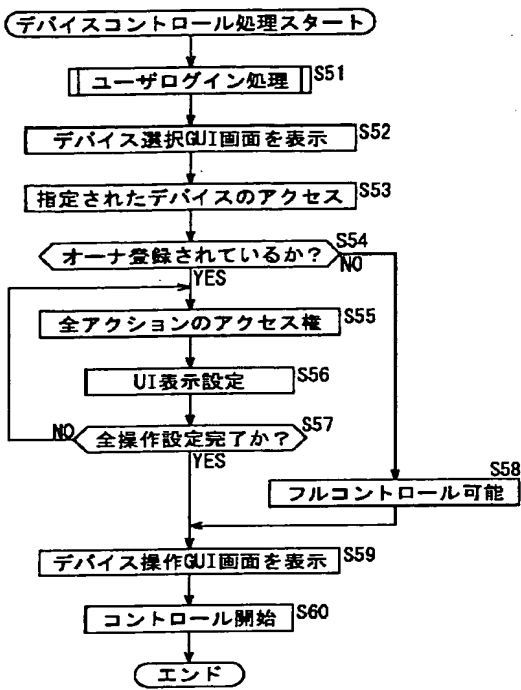 デバイスコントロール処理スタート
ユーザログイン処理 S51
デバイス選択GUI画面を表示 S52
指定されたデバイスのアクセス S53
オーナ登録されているか? S54
NO
YES
全アクションのアクセス権 S55
UI表示設定 S56
NO 全操作設定完了か? S57
YES
S58
フルコントロール可能
デバイス操作GUI画面を表示 S59
コントロール開始 S60
エンド